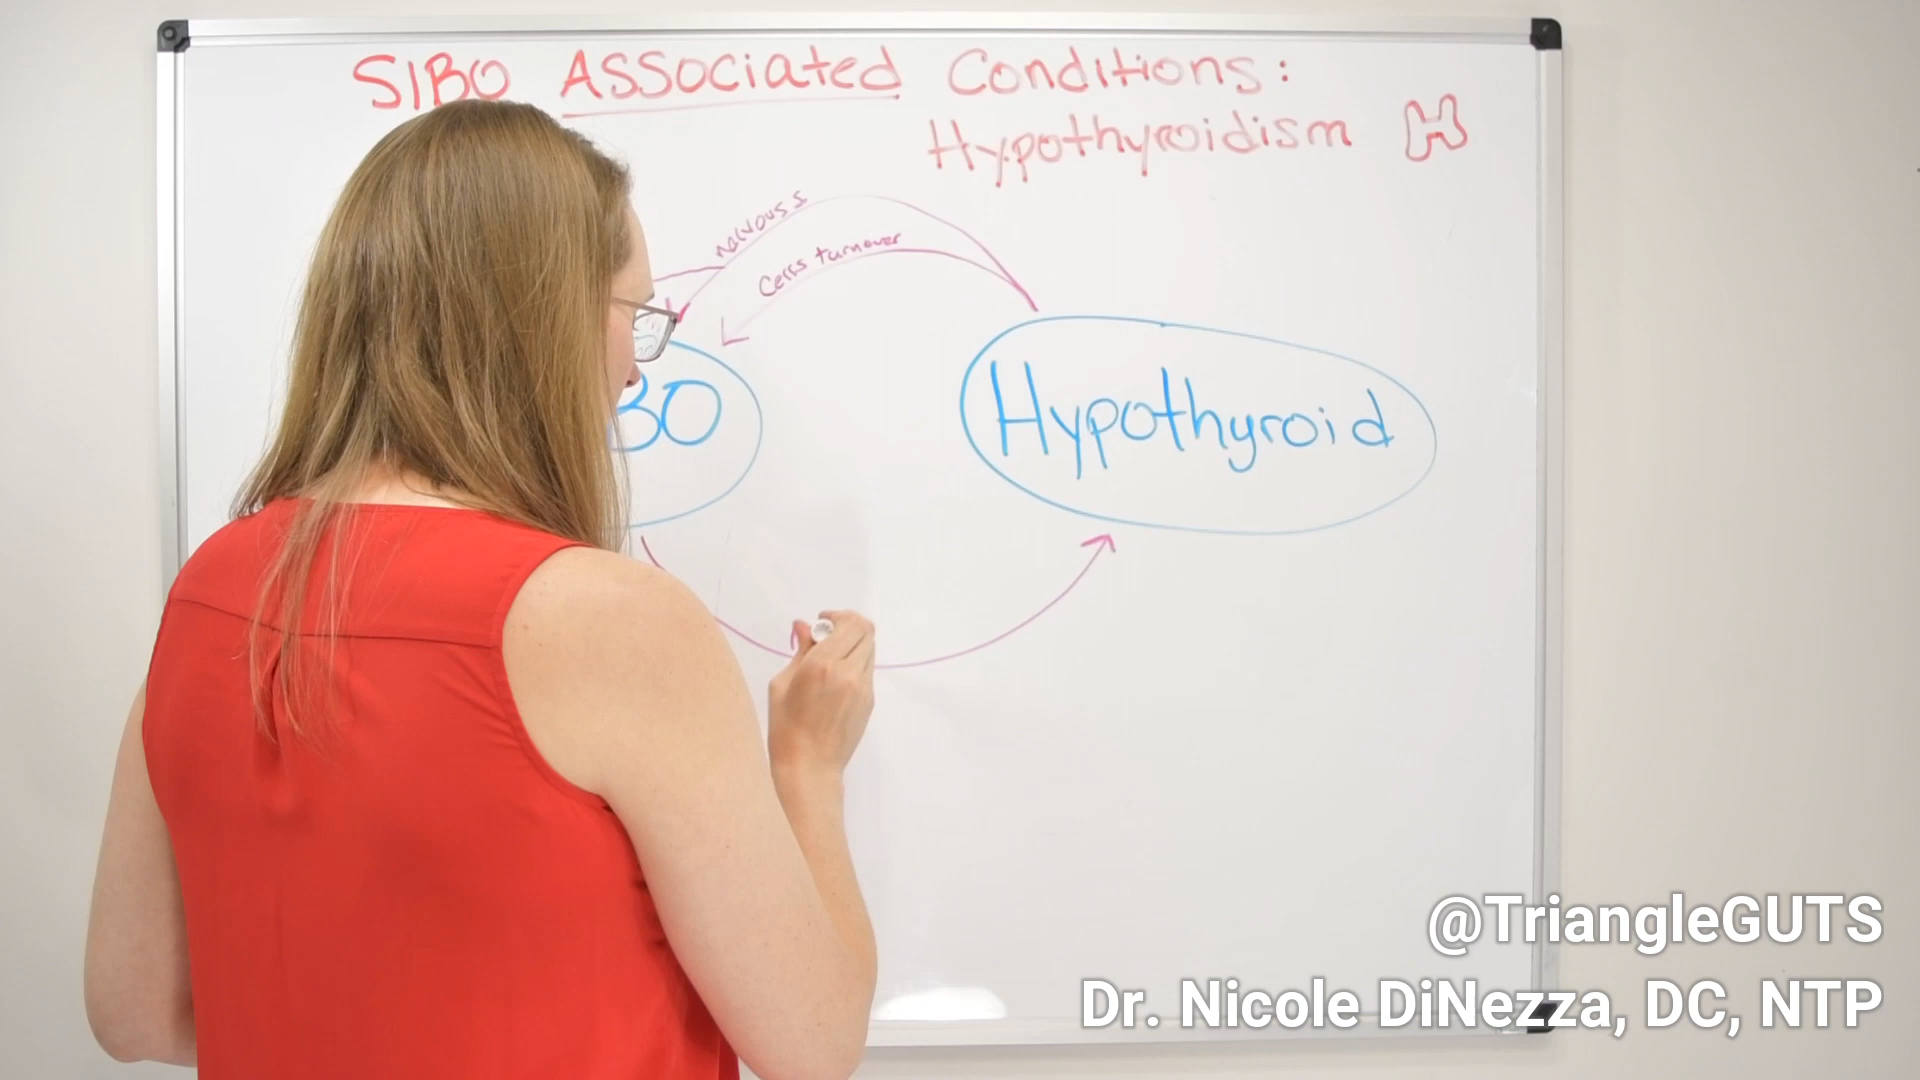 SIBO Associated Conditions:
Hypothyroidism
nervous s
Cells turnover
BO
Hypothyroid
@TriangleGUTS
Dr. Nicole DiNezza, DC, NTP